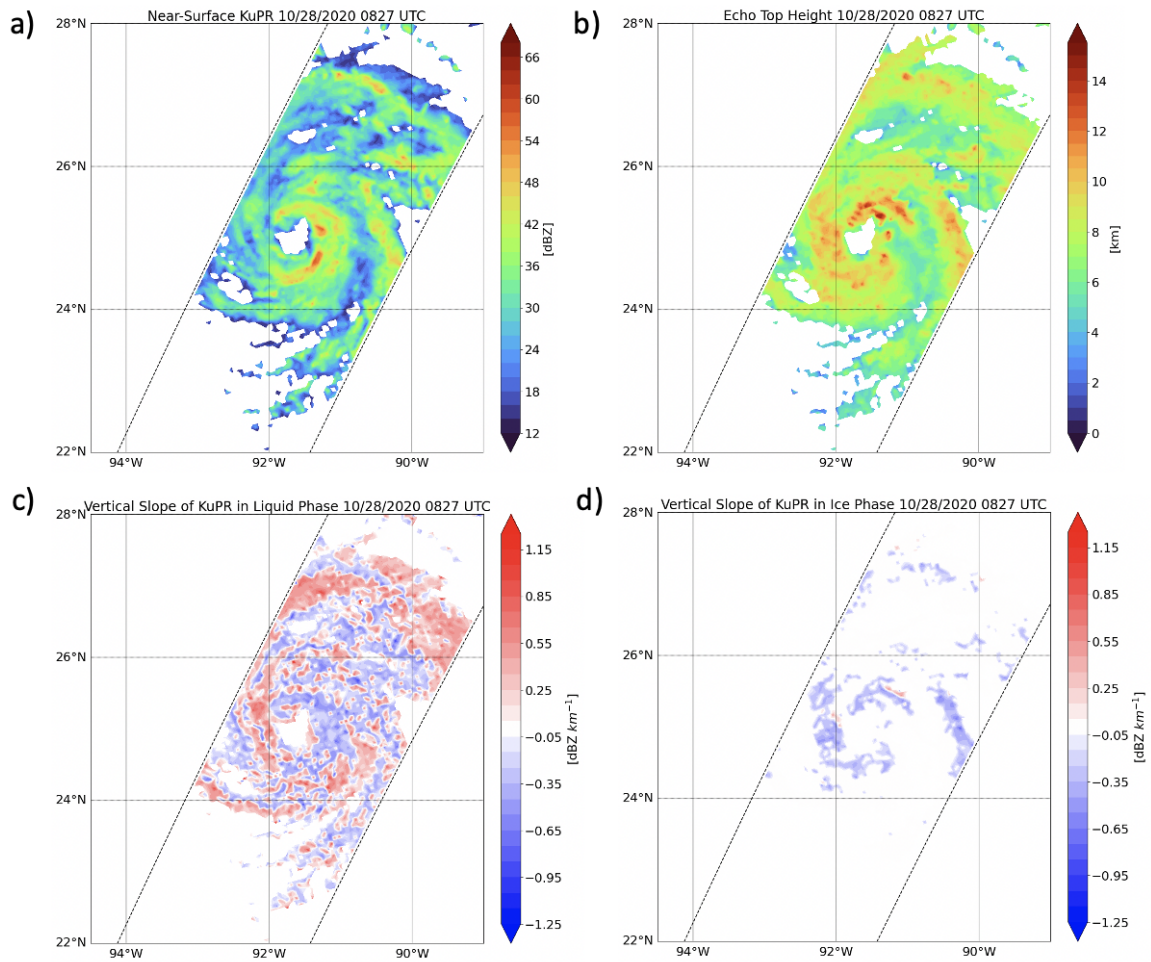 a)
Near-Surface KuPR 10/28/2020 0827 UTC
28°N
26°N
24°N
22°N
94°W
92°W
90°W
66
60
54
48
42
36
30
24
18
12
[dBZ]
b)
Echo Top Height 10/28/2020 0827 UTC
28°N
26°N
24°N
22°N
94°W
92°W
90°W
14
12
10
8
6
4
2
0
[km]
c)
Vertical Slope of KuPR in Liquid Phase 10/28/2020 0827 UTC
28°N
26°N
24°N
22°N
94°W
92°W
90°W
1.15
0.85
0.55
0.25
−0.05
−0.35
−0.65
−0.95
−1.25
[dBZ km⁻¹]
d)
Vertical Slope of KuPR in Ice Phase 10/28/2020 0827 UTC
28°N
26°N
24°N
22°N
94°W
92°W
90°W
1.15
0.85
0.55
0.25
−0.05
−0.35
−0.65
−0.95
−1.25
[dBZ km⁻¹]